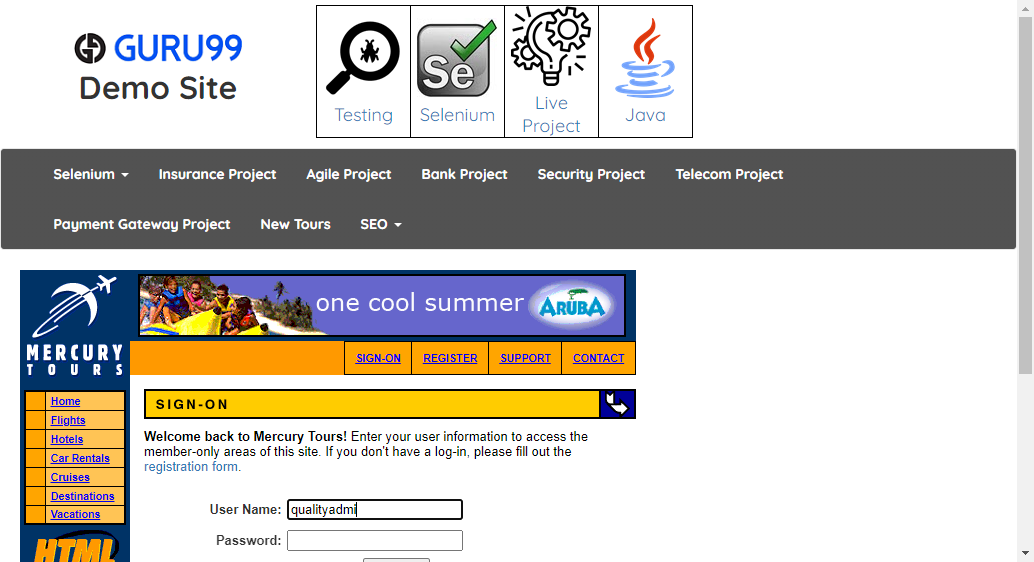 GURU99
Demo Site
Se
Testing
Selenium
Live
Project
Java
Selenium
Insurance Project
Agile Project
Bank Project
Security Project
Telecom Project
Payment Gateway Project
New Tours
SEO
one cool summer
ARUBA
MERCURY
TOURS
SIGN-ON
REGISTER
SUPPORT
CONTACT
Home
Flights
Hotels
Car Rentals
Cruises
Destinations
Vacations
HTML
SIGN-ON
Welcome back to Mercury Tours! Enter your user information to access the
member-only areas of this site. If you don't have a log-in, please fill out the
registration form.
User Name: qualityadmi
Password: